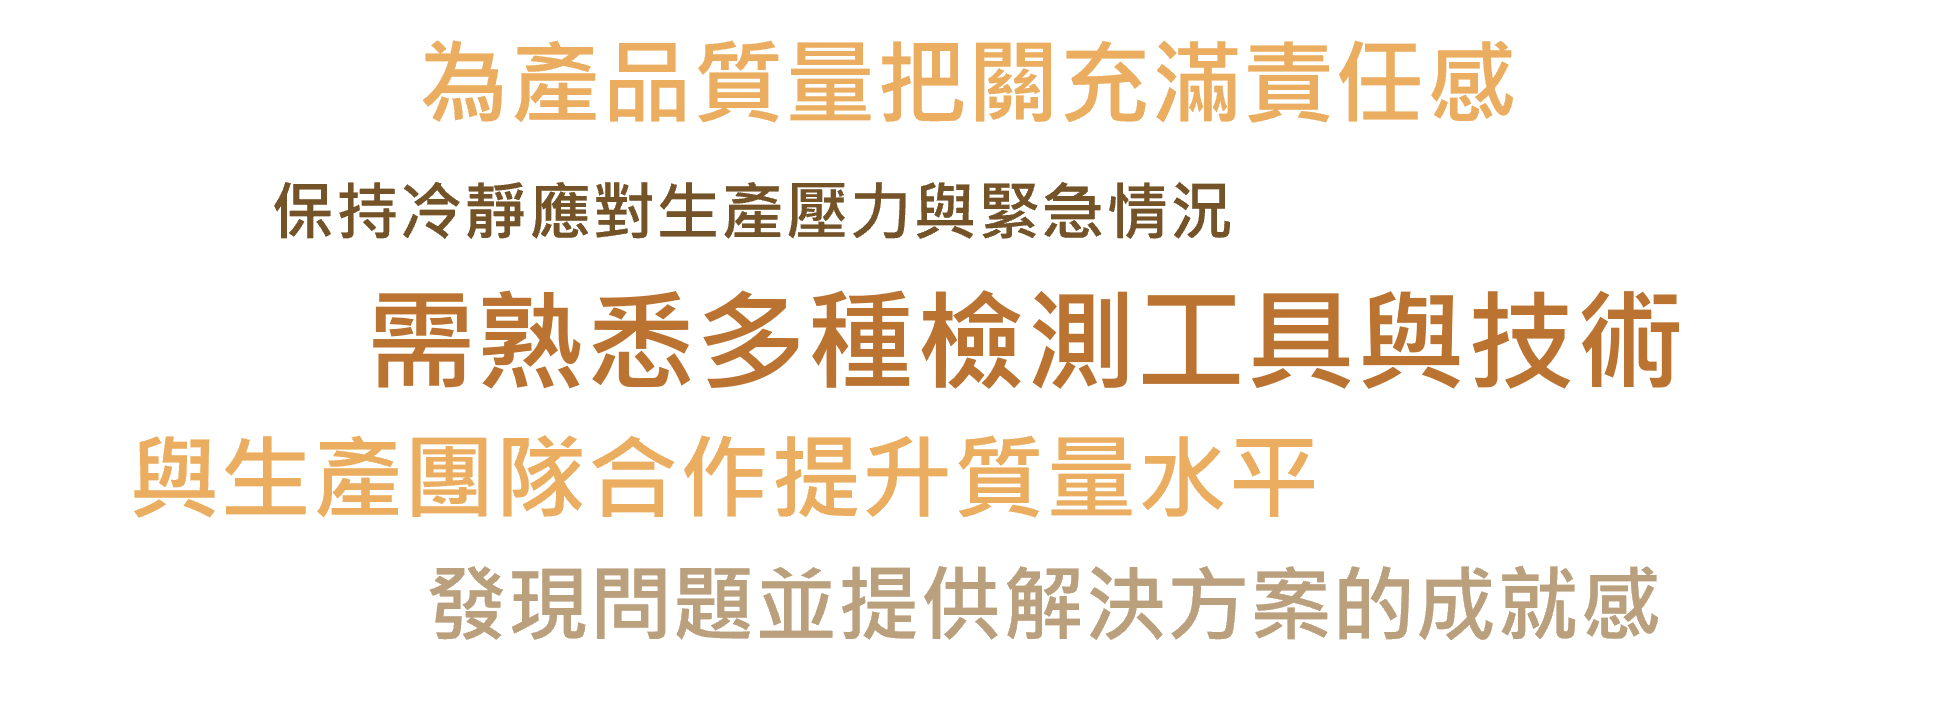 為產品質量把關充滿責任感
保持冷靜應對生產壓力與緊急情況
需熟悉多種檢測工具與技術
與生產團隊合作提升質量水平
發現問題並提供解決方案的成就感